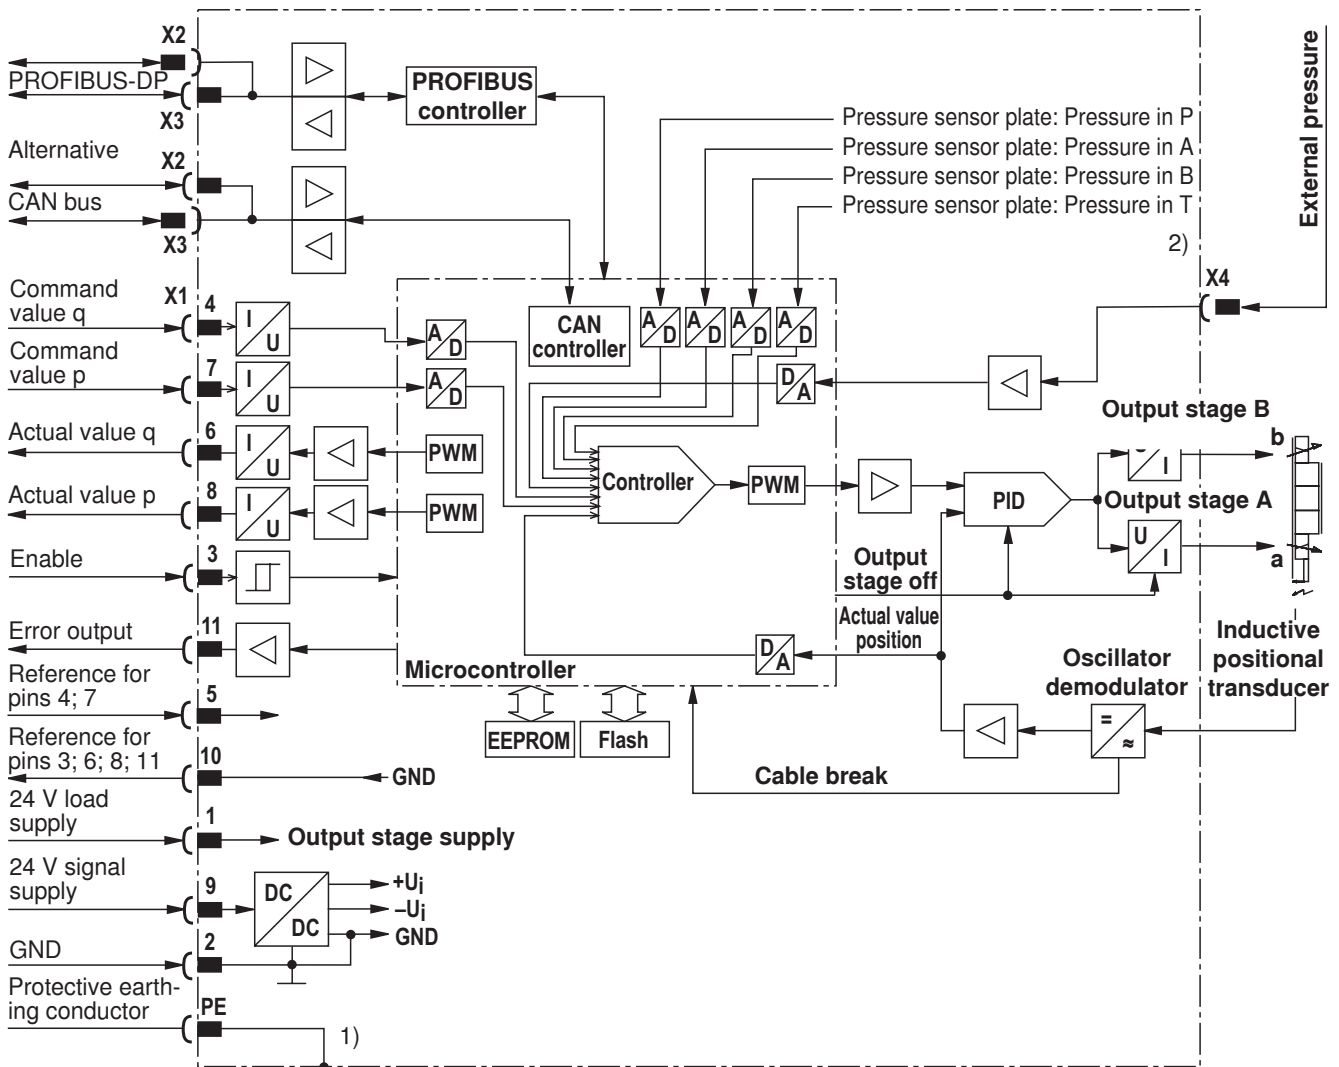 X2
PROFIBUS-DP
X3
Alternative
X2
CAN bus
X3
PROFIBUS
controller
Pressure sensor plate: Pressure in P
Pressure sensor plate: Pressure in A
Pressure sensor plate: Pressure in B
Pressure sensor plate: Pressure in T
External pressure
2)
X4
Command
value q
X1
4
I
U
A
D
CAN
controller
A
D
A
D
A
D
A
D
Command
value p
7
I
U
A
D
D
A
Output stage B
b
I
Actual value q
6
I
U
PWM
Controller
PWM
PID
Output stage A
Actual value p
8
I
U
PWM
U
I
a
Enable
3
Output
stage off
Error output
11
Actual value
position
D
A
Microcontroller
Oscillator
demodulator
Inductive
positional
transducer
Reference for
pins 4; 7
5
EEPROM
Flash
=
≈
Reference for
pins 3; 6; 8; 11
10
GND
Cable break
24 V load
supply
1
Output stage supply
24 V signal
supply
9
DC
DC
+Ui
–Ui
GND
GND
2
Protective earth-
ing conductor
PE
1)